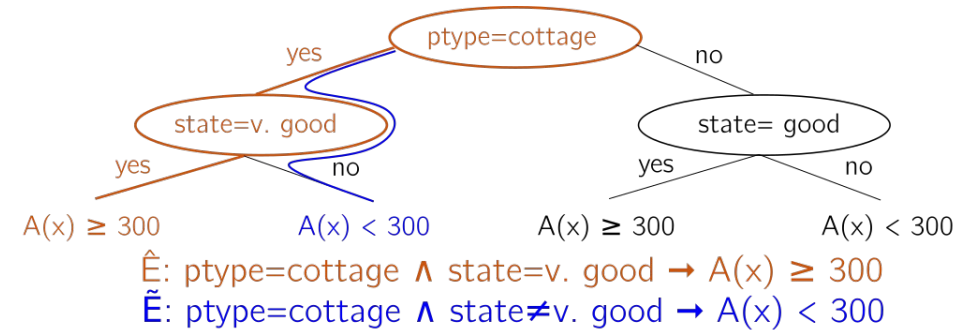 ptype=cottage
yes
no
state=v. good
state= good
yes
no
yes
no
A(x) ≥ 300
A(x) < 300
A(x) ≥ 300
A(x) < 300
Ê: ptype=cottage ∧ state=v. good → A(x) ≥ 300
Ẽ: ptype=cottage ∧ state≠v. good → A(x) < 300